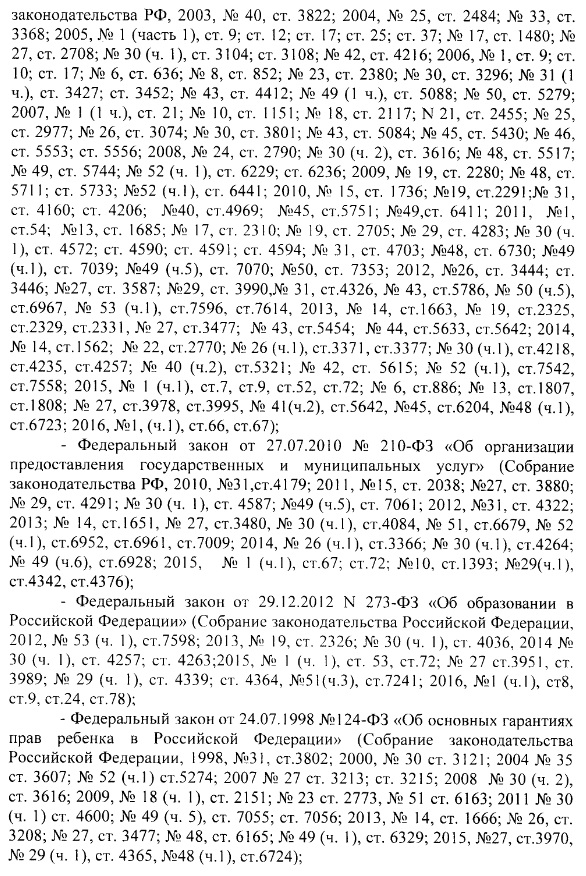 законодательства РФ, 2003, № 40, ст. 3822; 2004, № 25, ст. 2484; № 33, ст.
3368; 2005, № 1 (часть 1), ст. 9; ст. 12; ст. 17; ст. 25; ст. 37; № 17, ст. 1480; №
27, ст. 2708; № 30 (ч. 1), ст. 3104; ст. 3108; № 42, ст. 4216; 2006, № 1, ст. 9; ст.
10; ст. 17; № 6, ст. 636; № 8, ст. 852; № 23, ст. 2380; № 30, ст. 3296; № 31 (1
ч.), ст. 3427; ст. 3452; № 43, ст. 4412; № 49 (1 ч.), ст. 5088; № 50, ст. 5279;
2007, № 1 (1 ч.), ст. 21; № 10, ст. 1151; № 18, ст. 2117; N 21, ст. 2455; № 25,
ст. 2977; № 26, ст. 3074; № 30, ст. 3801; № 43, ст. 5084; № 45, ст. 5430; № 46,
ст. 5553; ст. 5556; 2008, № 24, ст. 2790; № 30 (ч. 2), ст. 3616; № 48, ст. 5517;
№ 49, ст. 5744; № 52 (ч. 1), ст. 6229; ст. 6236; 2009, № 19, ст. 2280; № 48, ст.
5711; ст. 5733; №52 (ч.1), ст. 6441; 2010, № 15, ст. 1736; №19, ст.2291;№ 31,
ст. 4160; ст. 4206; №40, ст.4969; №45, ст.5751; №49,ст. 6411; 2011, №1,
ст.54; №13, ст. 1685; № 17, ст. 2310; № 19, ст. 2705; № 29, ст. 4283; № 30 (ч.
1), ст. 4572; ст. 4590; ст. 4591; ст. 4594; № 31, ст. 4703; №48, ст. 6730; №49
(ч.1), ст. 7039; №49 (ч.5), ст. 7070; №50, ст. 7353; 2012, №26, ст. 3444; ст.
3446; №27, ст. 3587; №29, ст. 3990,№ 31, ст.4326, № 43, ст.5786, № 50 (ч.5),
ст.6967, № 53 (ч.1), ст.7596, ст.7614, 2013, № 14, ст.1663, № 19, ст.2325,
ст.2329, ст.2331, № 27, ст.3477, № 43, ст.5454; № 44, ст.5633, ст.5642; 2014,
№ 14, ст.1562; № 22, ст.2770; № 26 (ч.1), ст.3371, ст.3377; № 30 (ч.1), ст.4218,
ст.4235, ст.4257; № 40 (ч.2), ст.5321; № 42, ст. 5615; № 52 (ч.1), ст.7542,
ст.7558; 2015, № 1 (ч.1), ст.7, ст.9, ст.52, ст.72; № 6, ст.886; № 13, ст.1807,
ст.1808; № 27, ст.3978, ст.3995, № 41(ч.2), ст.5642, №45, ст.6204, №48 (ч.1),
ст.6723; 2016, №1, (ч.1), ст.66, ст.67);
- Федеральный закон от 27.07.2010 № 210-ФЗ «Об организации
предоставления государственных и муниципальных услуг» (Собрание
законодательства РФ, 2010, №31,ст.4179; 2011, №15, ст. 2038; №27, ст. 3880;
№ 29, ст. 4291; № 30 (ч. 1), ст. 4587; №49 (ч.5), ст. 7061; 2012, №31, ст. 4322;
2013; № 14, ст.1651, № 27, ст.3480, № 30 (ч.1), ст.4084, № 51, ст.6679, № 52
(ч.1), ст.6952, ст.6961, ст.7009; 2014, № 26 (ч.1), ст.3366; № 30 (ч.1), ст.4264;
№ 49 (ч.6), ст.6928; 2015, № 1 (ч.1), ст.67; ст.72; №10, ст.1393; №29(ч.1),
ст.4342, ст.4376);
- Федеральный закон от 29.12.2012 N 273-ФЗ «Об образовании в
Российской Федерации» (Собрание законодательства Российской Федерации,
2012, № 53 (ч. 1), ст.7598; 2013, № 19, ст. 2326; № 30 (ч. 1), ст. 4036, 2014 №
30 (ч. 1), ст. 4257; ст. 4263;2015, № 1 (ч. 1), ст. 53, ст.72; № 27 ст.3951, ст.
3989; № 29 (ч. 1), ст. 4339; ст. 4364, №51(ч.3), ст.7241; 2016, №1 (ч.1), ст8,
ст.9, ст.24, ст.78);
- Федеральный закон от 24.07.1998 №124-ФЗ «Об основных гарантиях
прав ребенка в Российской Федерации» (Собрание законодательства
Российской Федерации, 1998, №31, ст.3802; 2000, № 30 ст. 3121; 2004 № 35
ст. 3607; № 52 (ч.1) ст.5274; 2007 № 27 ст. 3213; ст. 3215; 2008 № 30 (ч. 2),
ст. 3616; 2009, № 18 (ч. 1), ст. 2151; № 23 ст. 2773, № 51 ст. 6163; 2011 № 30
(ч. 1) ст. 4600; № 49 (ч. 5), ст. 7055; ст. 7056; 2013, № 14, ст. 1666; № 26, ст.
3208; № 27, ст. 3477; № 48, ст. 6165; № 49 (ч. 1), ст. 6329; 2015, №27, ст.3970,
№ 29 (ч. 1), ст. 4365, №48 (ч.1), ст.6724);